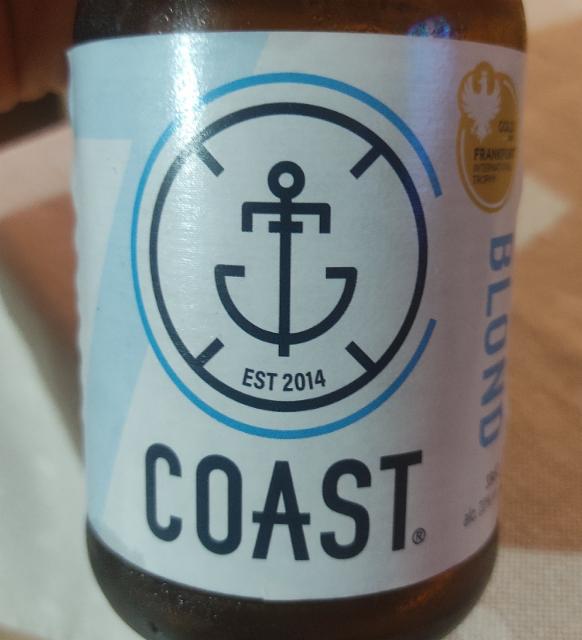 EST 2014
COAST®
GOLD
FRANKFURT
INTERNATIONAL
TROPHY
BLOND